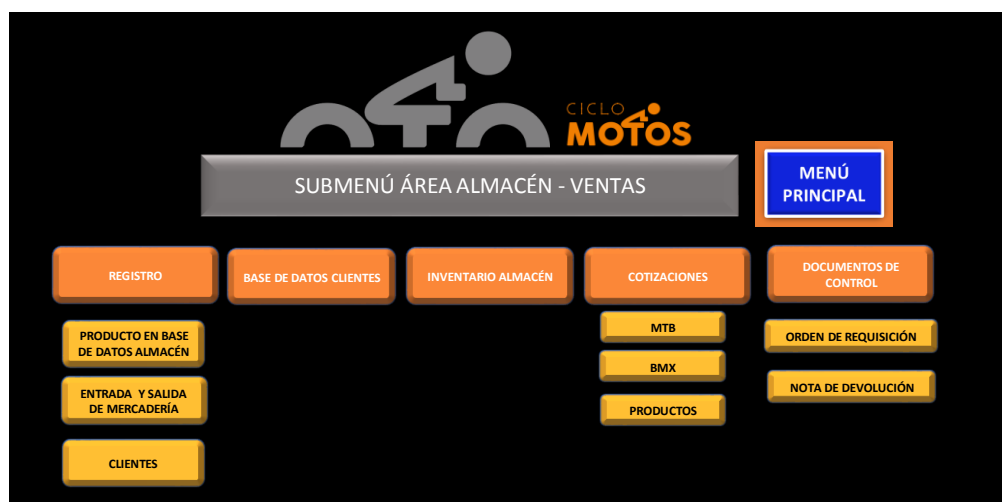 CICLO
MOTOS
SUBMENÚ ÁREA ALMACÉN - VENTAS
MENÚ
PRINCIPAL
REGISTRO
BASE DE DATOS CLIENTES
INVENTARIO ALMACÉN
COTIZACIONES
DOCUMENTOS DE
CONTROL
PRODUCTO EN BASE
DE DATOS ALMACÉN
ENTRADA Y SALIDA
DE MERCADERÍA
CLIENTES
MTB
BMX
PRODUCTOS
ORDEN DE REQUISICIÓN
NOTA DE DEVOLUCIÓN